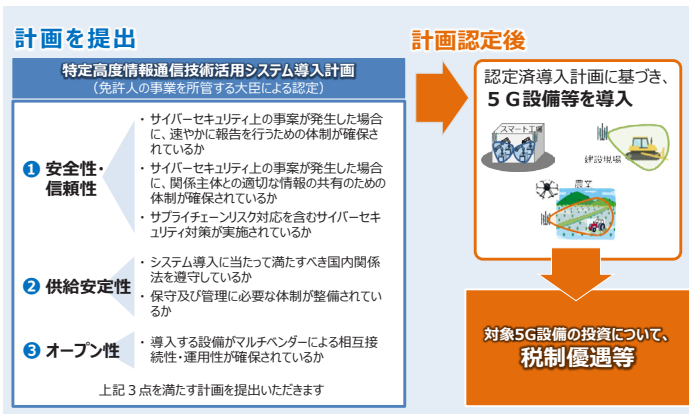 計画を提出
特定高度情報通信技術活用システム導入計画
（免許人の事業を所管する大臣による認定）
❶ 安全性・
信頼性
・ サイバーセキュリティ上の事案が発生した場合
に、速やかに報告を行うための体制が確保さ
れているか
・ サイバーセキュリティ上の事案が発生した場合
に、関係主体との適切な情報の共有のための
体制が確保されているか
・ サプライチェーンリスク対応を含むサイバーセキ
ュリティ対策が実施されているか
❷ 供給安定性
・ システム導入に当たって満たすべき国内関係
法を遵守しているか
・ 保守及び管理に必要な体制が整備されてい
るか
❸ オープン性
・ 導入する設備がマルチベンダーによる相互接
続性・運用性が確保されているか
上記３点を満たす計画を提出いただきます
計画認定後
認定済導入計画に基づき、
５Ｇ設備等を導入
スマート工場
建設現場
農業
対象5G設備の投資について、
税制優遇等